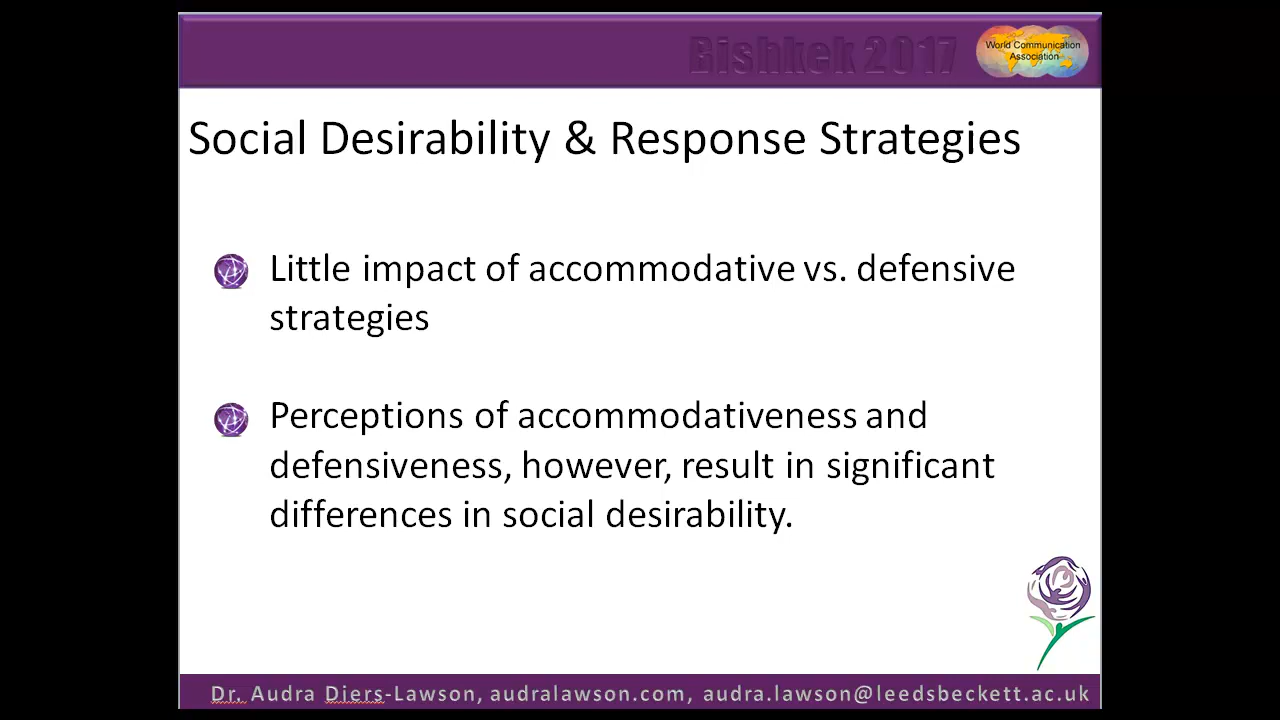 Bishkek 2017
World Communication
Association
Social Desirability & Response Strategies
Little impact of accommodative vs. defensive
strategies
Perceptions of accommodativeness and
defensiveness, however, result in significant
differences in social desirability.
Dr. Audra Diers-Lawson, audralawson.com, audra.lawson@leedsbeckett.ac.uk